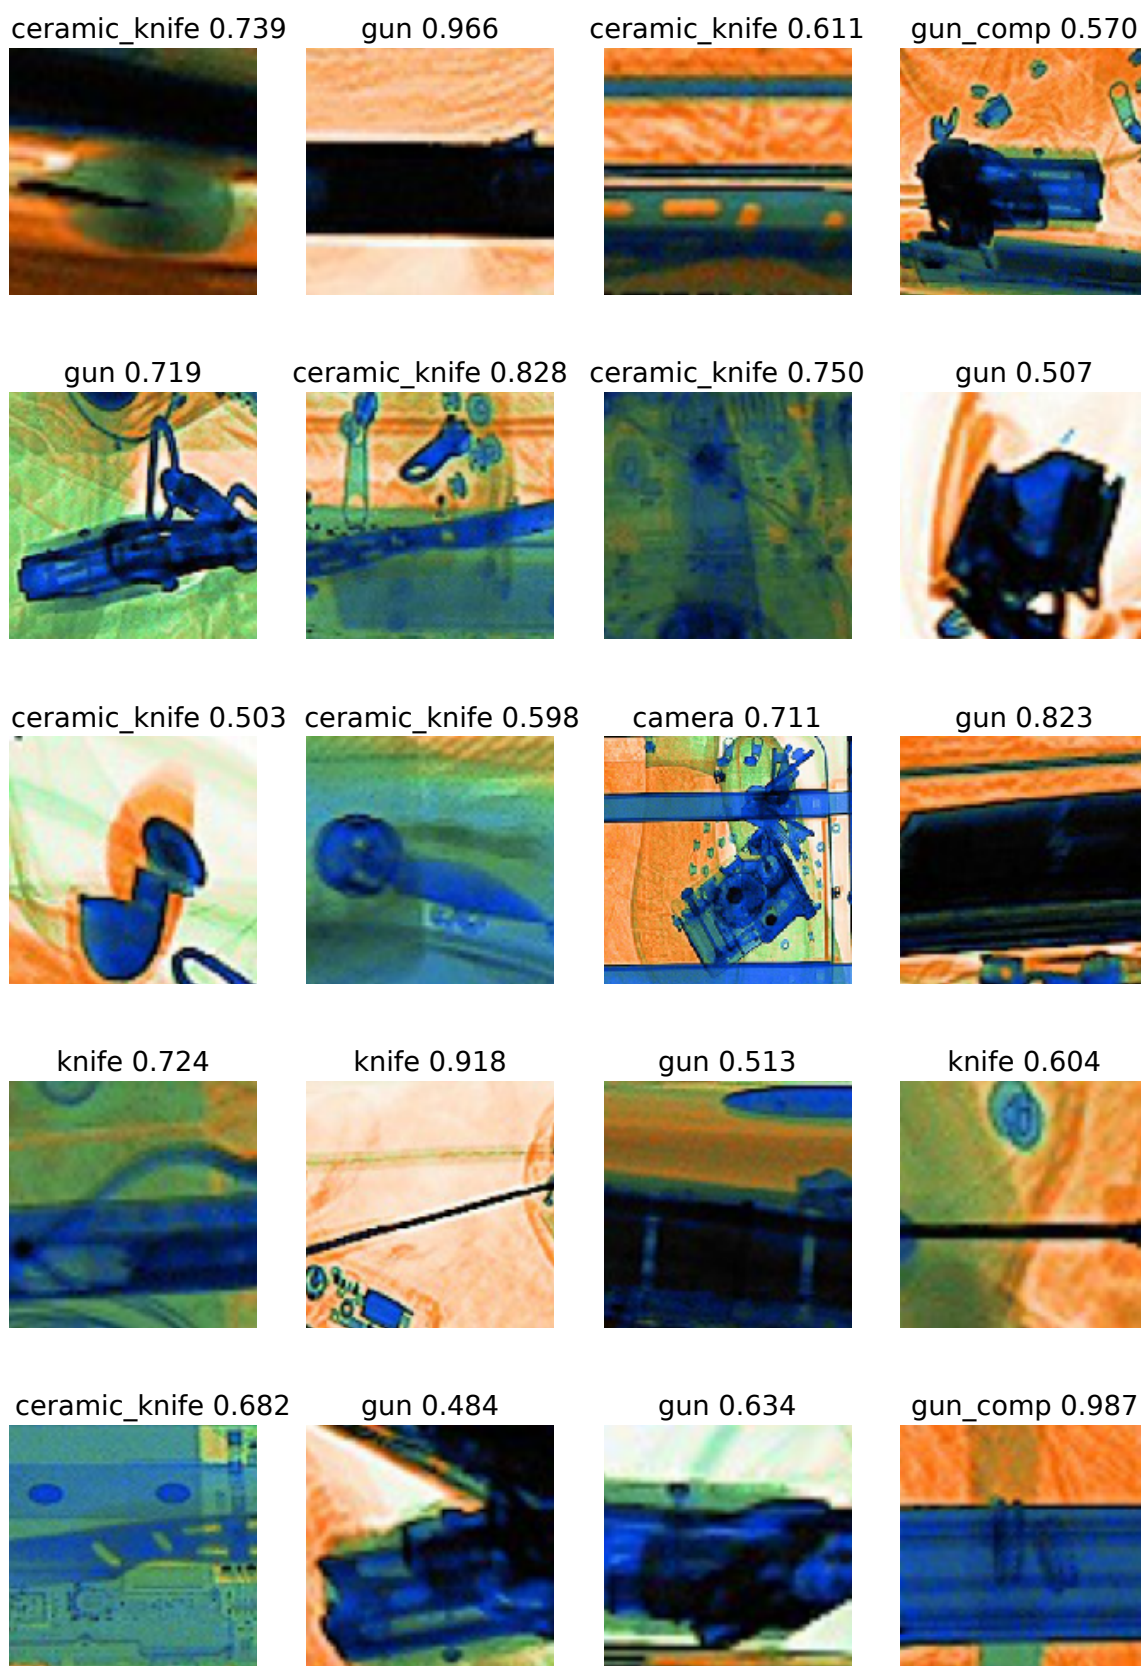 ceramic_knife 0.739 gun 0.966 ceramic_knife 0.611 gun_comp 0.570
gun 0.719 ceramic_knife 0.828 ceramic_knife 0.750 gun 0.507
ceramic_knife 0.503 ceramic_knife 0.598 camera 0.711 gun 0.823
knife 0.724 knife 0.918 gun 0.513 knife 0.604
ceramic_knife 0.682 gun 0.484 gun 0.634 gun_comp 0.987